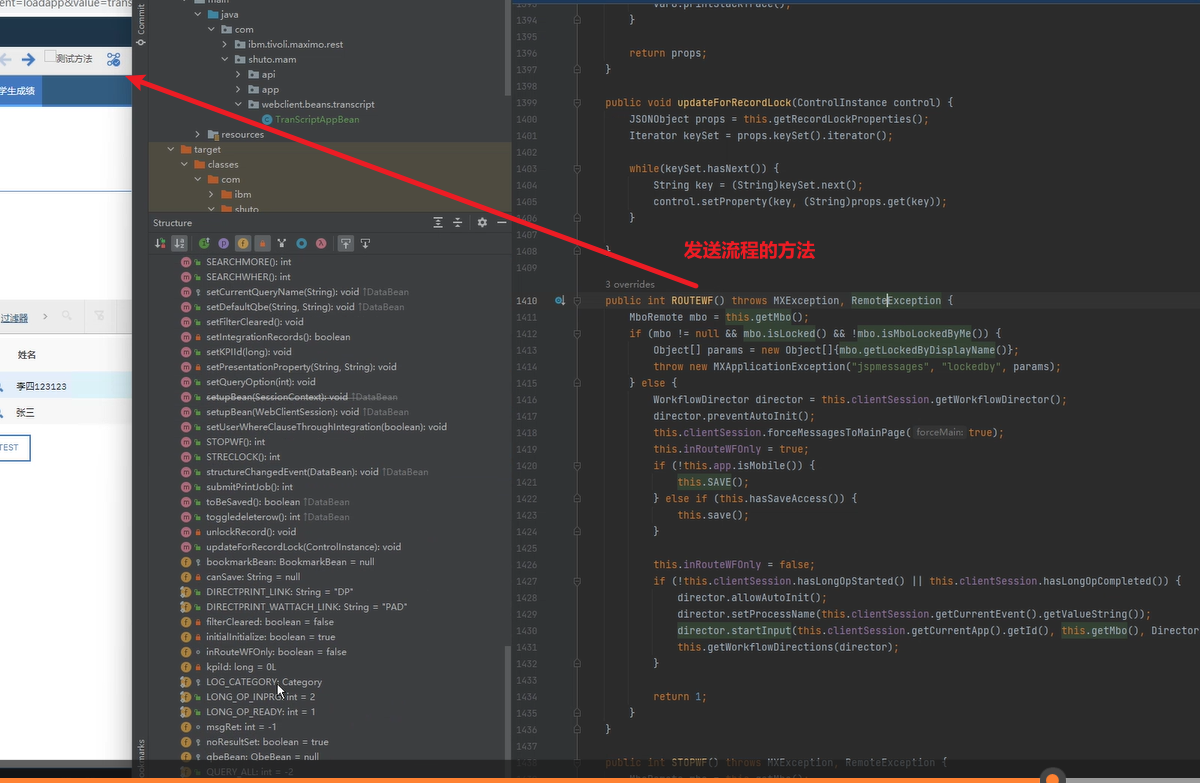 ent=loadapp&value=trans
测试方法
学生成绩
过滤器
姓名
李四123123
张三
TEST
Commit
main
java
com
ibm.tivoli.maximo.rest
shuto.mam
api
app
webclient.beans.transcript
TranScriptAppBean
resources
target
classes
com
ibm
shuto
Structure
SEARCHMORE(): int
SEARCHWHER(): int
setCurrentQueryName(String): void ↑DataBean
setDefaultQbe(String, String): void ↑DataBean
setFilterCleared(): void
setIntegrationRecords(): boolean
setKPIId(long): void
setPresentationProperty(String, String): void
setQueryOption(int): void
setupBean(SessionContext): void ↑DataBean
setupBean(WebClientSession): void ↑DataBean
setUserWhereClauseThroughIntegration(boolean): void
STOPWF(): int
STRECLOCK(): int
structureChangedEvent(DataBean): void ↑DataBean
submitPrintJob(): int
toBeSaved(): boolean ↑DataBean
toggledeleterow(): int ↑DataBean
unlockRecord(): void
updateForRecordLock(ControlInstance): void
bookmarkBean: BookmarkBean = null
canSave: String = null
DIRECTPRINT_LINK: String = "DP"
DIRECTPRINT_WATTACH_LINK: String = "PAD"
filterCleared: boolean = false
initialInitialize: boolean = true
inRouteWFOnly: boolean = false
kpiId: long = 0L
LOG_CATEGORY: Category
LONG_OP_INPRG: int = 2
LONG_OP_READY: int = 1
msgRet: int = -1
noResultSet: boolean = true
qbeBean: QbeBean = null
QUERY_ALL: int = -2
1393 var6.printStackTrace();
1394 }
1395
1396 return props;
1397 }
1398
1399 public void updateForRecordLock(ControlInstance control) {
1400 JSONObject props = this.getRecordLockProperties();
1401 Iterator keySet = props.keySet().iterator();
1402
1403 while(keySet.hasNext()) {
1404 String key = (String)keySet.next();
1405 control.setProperty(key, (String)props.get(key));
1406 }
1407
1408 }
1409
发送流程的方法
3 overrides
1410 public int ROUTEWF() throws MXException, RemoteException {
1411 MboRemote mbo = this.getMbo();
1412 if (mbo != null && mbo.isLocked() && !mbo.isMboLockedByMe()) {
1413 Object[] params = new Object[]{mbo.getLockedByDisplayName()};
1414 throw new MXApplicationException("jspmessages", "lockedby", params);
1415 } else {
1416 WorkflowDirector director = this.clientSession.getWorkflowDirector();
1417 director.preventAutoInit();
1418 this.clientSession.forceMessagesToMainPage( forceMain: true);
1419 this.inRouteWFOnly = true;
1420 if (!this.app.isMobile()) {
1421 this.SAVE();
1422 } else if (this.hasSaveAccess()) {
1423 this.save();
1424 }
1425
1426 this.inRouteWFOnly = false;
1427 if (!this.clientSession.hasLongOpStarted() || this.clientSession.hasLongOpCompleted()) {
1428 director.allowAutoInit();
1429 director.setProcessName(this.clientSession.getCurrentEvent().getValueString());
1430 director.startInput(this.clientSession.getCurrentApp().getId(), this.getMbo(), Director
1431 this.getWorkflowDirections(director);
1432 }
1433
1434 return 1;
1435 }
1436 }
1437
1438 public int STOPWF() throws MXException, RemoteException {